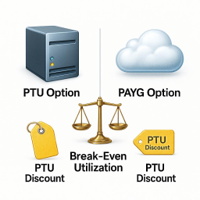 PTU Option
PAYG Option
PTU
Discount
Break-Even
Utilization
PTU
Discount
PTU
Discount